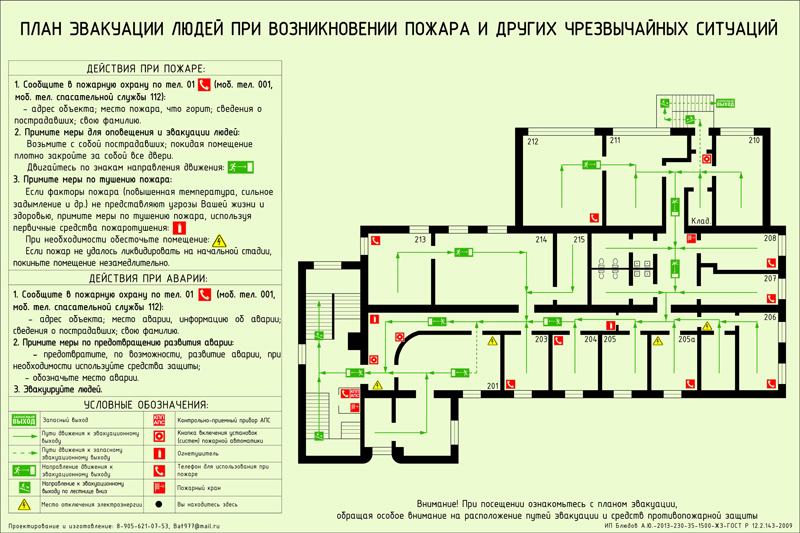 ПЛАН ЭВАКУАЦИИ ЛЮДЕЙ ПРИ ВОЗНИКНОВЕНИИ ПОЖАРА И ДРУГИХ ЧРЕЗВЫЧАЙНЫХ СИТУАЦИЙ
ДЕЙСТВИЯ ПРИ ПОЖАРЕ:
1. Сообщите в пожарную охрану по тел. 01 (моб. тел. 001,
моб. тел. спасательной службы 112):
– адрес объекта; место пожара, что горит; сведения о
пострадавших; свою фамилию.
2. Примите меры для оповещения и эвакуации людей:
Возьмите с собой пострадавших; покидая помещение
плотно закройте за собой все двери.
Двигайтесь по знакам направления движения:
3. Примите меры по тушению пожара:
Если факторы пожара (повышенная температура, сильное
задымление и др.) не представляют угрозы Вашей жизни и
здоровью, примите меры по тушению пожара, используя
первичные средства пожаротушения:
При необходимости обесточьте помещение:
Если пожар не удалось ликвидировать на начальной стадии,
покиньте помещение незамедлительно.
ДЕЙСТВИЯ ПРИ АВАРИИ:
1. Сообщите в пожарную охрану по тел. 01 (моб. тел. 001,
моб. тел. спасательной службы 112):
– адрес объекта; место аварии, информацию об аварии;
сведения о пострадавших; свою фамилию.
2. Примите меры по предотвращению развития аварии:
– предотвратите, по возможности, развитие аварии, при
необходимости используйте средства защиты;
– обозначьте место аварии.
3. Эвакуируйте людей.
УСЛОВНЫЕ ОБОЗНАЧЕНИЯ:
ВЫХОД Запасный выход
КПП АПС Контрольно-приемный прибор АПС
Пути движения к эвакуационному
выходу
Кнопка включения установок
(систем) пожарной автоматики
Пути движения к запасному
эвакуационному выходу
Огнетушитель
Направление движения к
эвакуационному выходу
Телефон для использования при
пожаре
Направление к эвакуационному
выходу по лестнице вниз
Пожарный кран
Место отключения электроэнергии
Вы находитесь здесь
Проектирование и изготовление: 8-905-621-07-53, Bat977@mail.ru
ВЫХОД
212
211
210
Клад.
213
214
215
208
207
206
201
203
204
205
205а
КПП
АПС
Внимание! При посещении ознакомьтесь с планом эвакуации,
обращая особое внимание на расположение путей эвакуации и средств противопожарной защиты
ИП Блюдов А.Ю.-2013-230-35-1500-ЖЗ-ГОСТ Р 12.2.143-2009